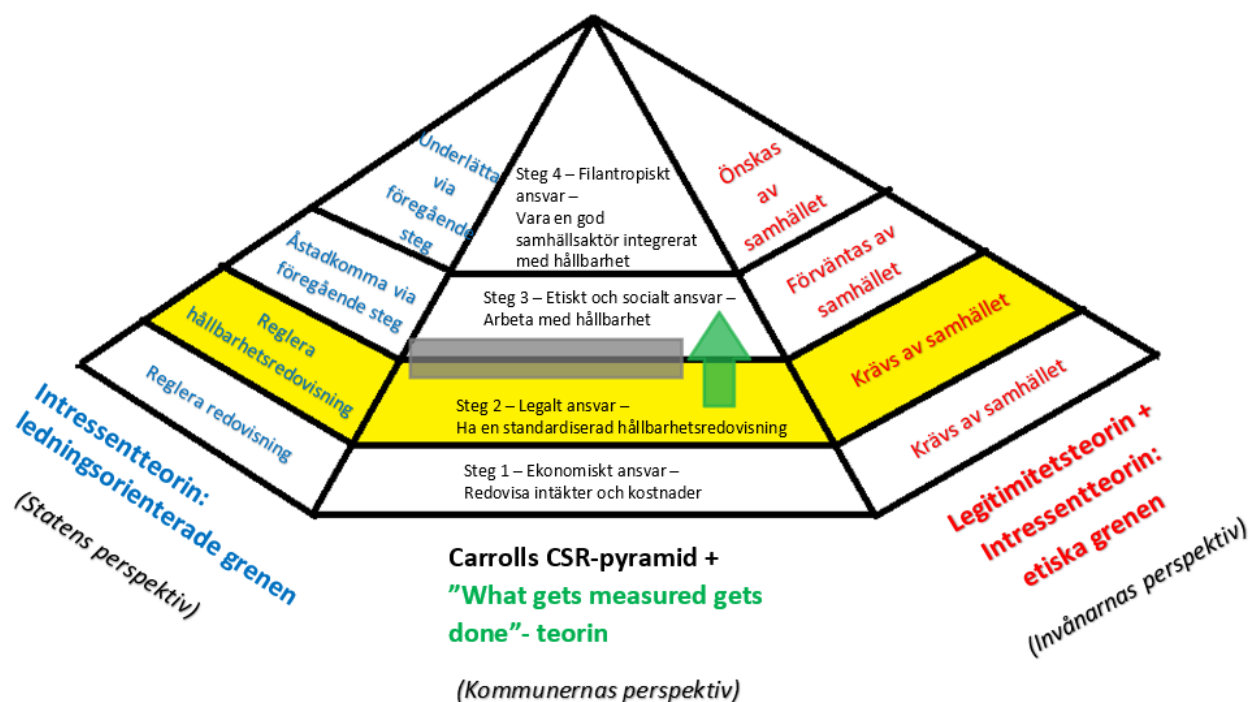 Underlätta
via
föregående
steg
Åstadkomma via
föregående steg
Reglera
hållbarhetsredovisning
Reglera redovisning
Intressentteorin:
ledningsorienterade grenen
(Statens perspektiv)
Steg 4 – Filantropiskt
ansvar –
Vara en god
samhällsaktör integrerat
med hållbarhet
Steg 3 – Etiskt och socialt ansvar –
Arbeta med hållbarhet
Steg 2 – Legalt ansvar –
Ha en standardiserad hållbarhetsredovisning
Steg 1 – Ekonomiskt ansvar –
Redovisa intäkter och kostnader
Carrolls CSR-pyramid +
”What gets measured gets
done”- teorin
(Kommunernas perspektiv)
Önskas
av
samhället
Förväntas av
samhället
Krävs av samhället
Krävs av samhället
Legitimitetsteorin +
Intressentteorin:
etiska grenen
(Invånarnas perspektiv)